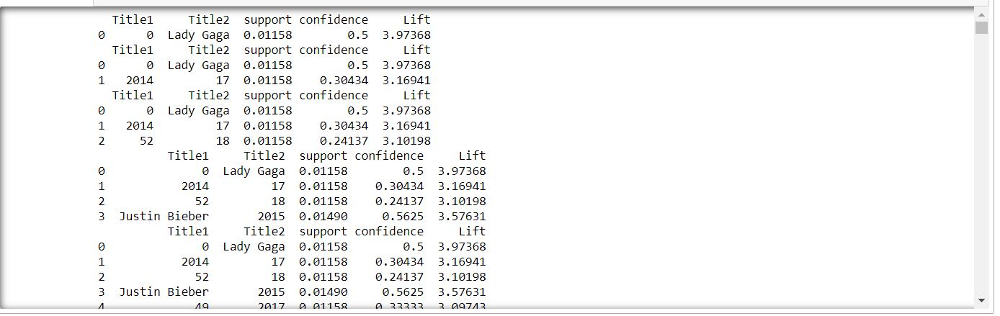 Title1 Title2 support confidence Lift
0 0 Lady Gaga 0.01158 0.5 3.97368
Title1 Title2 support confidence Lift
0 0 Lady Gaga 0.01158 0.5 3.97368
1 2014 17 0.01158 0.30434 3.16941
Title1 Title2 support confidence Lift
0 0 Lady Gaga 0.01158 0.5 3.97368
1 2014 17 0.01158 0.30434 3.16941
2 52 18 0.01158 0.24137 3.10198
Title1 Title2 support confidence Lift
0 0 Lady Gaga 0.01158 0.5 3.97368
1 2014 17 0.01158 0.30434 3.16941
2 52 18 0.01158 0.24137 3.10198
3 Justin Bieber 2015 0.01490 0.5625 3.57631
Title1 Title2 support confidence Lift
0 0 Lady Gaga 0.01158 0.5 3.97368
1 2014 17 0.01158 0.30434 3.16941
2 52 18 0.01158 0.24137 3.10198
3 Justin Bieber 2015 0.01490 0.5625 3.57631
4 49 2017 0.01158 0.33333 3.09743